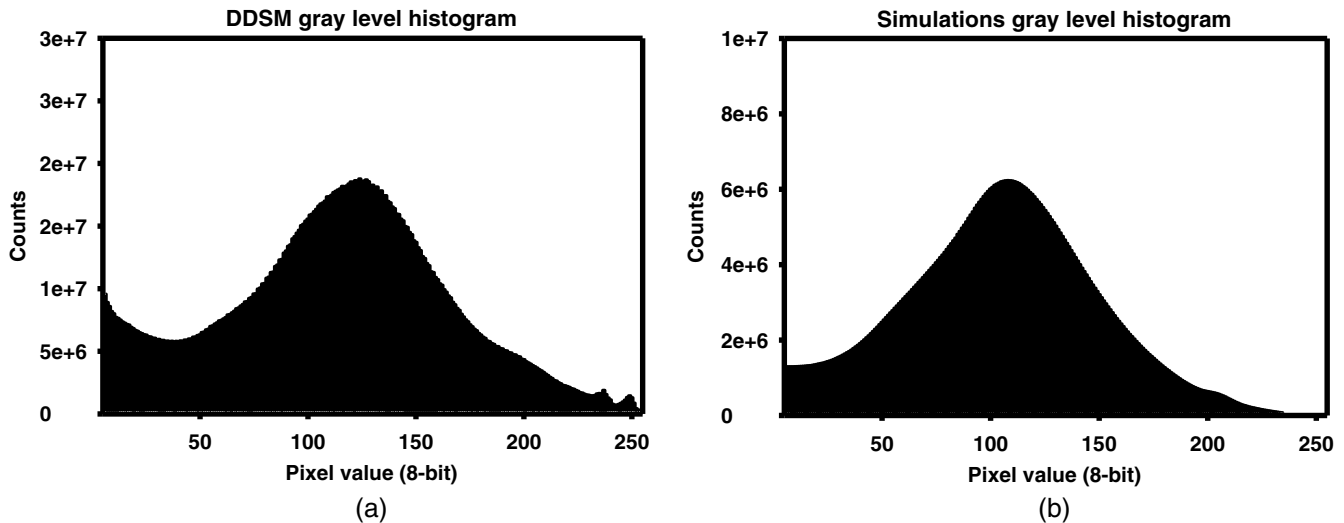 DDSM gray level histogram
3e+7
3e+7
2e+7
2e+7
1e+7
5e+6
0
Counts
50 100 150 200 250
Pixel value (8-bit)
(a)
Simulations gray level histogram
1e+7
8e+6
6e+6
4e+6
2e+6
0
Counts
50 100 150 200 250
Pixel value (8-bit)
(b)